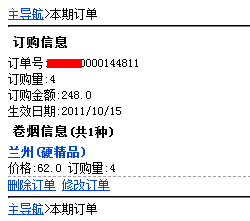 主导航>本期订单
订购信息
订单号:0000144811
订购量:4
订购金额:248.0
生效日期:2011/10/15
卷烟信息(共1种)
兰州(硬精品)
价格:62.0 订购量:4
删除订单 修改订单
主导航>本期订单